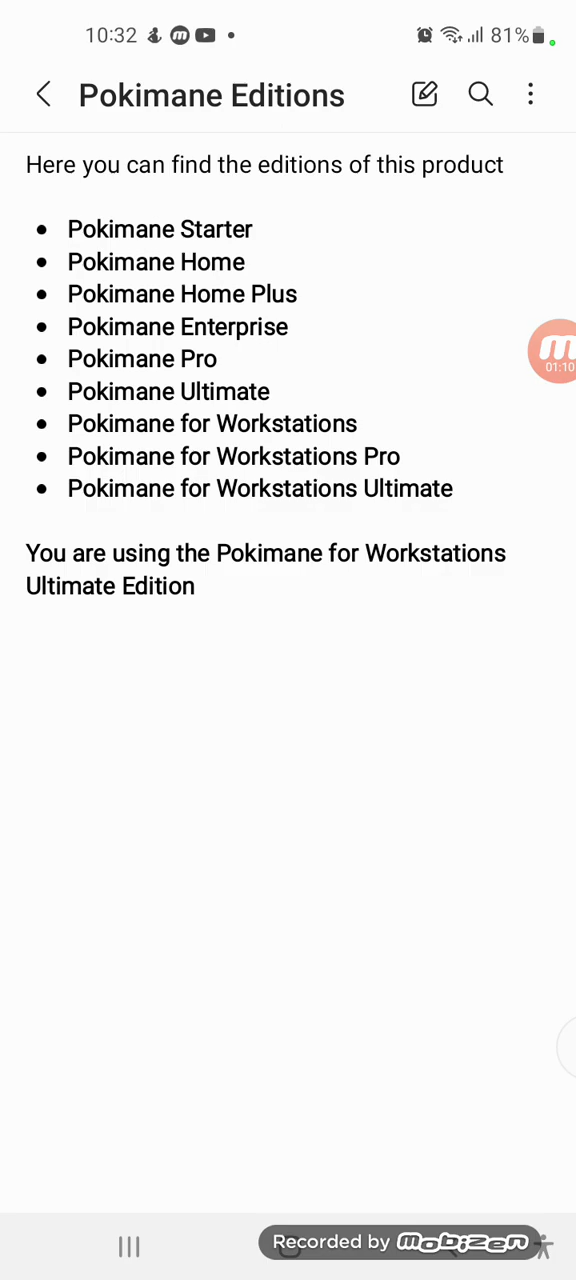 10:32 81%
Pokimane Editions
Here you can find the editions of this product
• Pokimane Starter
• Pokimane Home
• Pokimane Home Plus
• Pokimane Enterprise
• Pokimane Pro
• Pokimane Ultimate
• Pokimane for Workstations
• Pokimane for Workstations Pro
• Pokimane for Workstations Ultimate
m
01:10
You are using the Pokimane for Workstations
Ultimate Edition
Recorded by mobizen